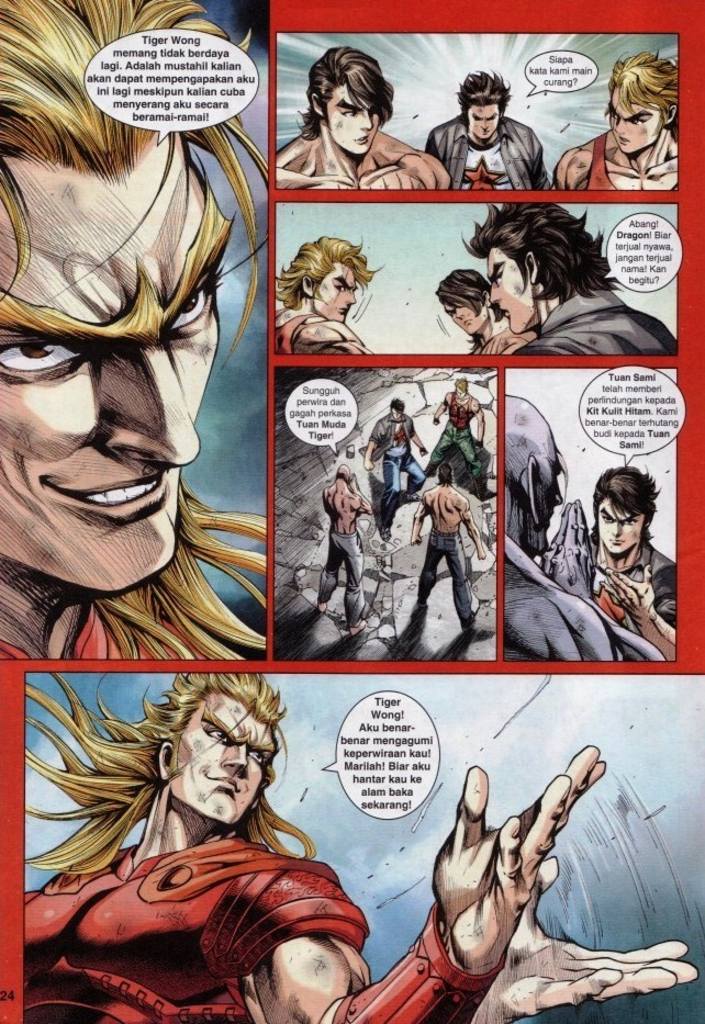 Tiger Wong
memang tidak berdaya
lagi. Adalah mustahil kalian
akan dapat mempengapakan aku
ini lagi meskipun kalian cuba
menyerang aku secara
beramai-ramai!
Siapa
kata kami main
curang?
Abang!
Dragon! Biar
terjual nyawa,
jangan terjual
nama! Kan
begitu?
Sungguh
perwira dan
gagah perkasa
Tuan Muda
Tiger!
Tuan Sami
telah memberi
perlindungan kepada
Kit Kulit Hitam. Kami
benar-benar terhutang
budi kepada Tuan
Sami!
Tiger
Wong!
Aku benar-
benar mengagumi
keperwiraan kau!
Marilah! Biar aku
hantar kau ke
alam baka
sekarang!
24